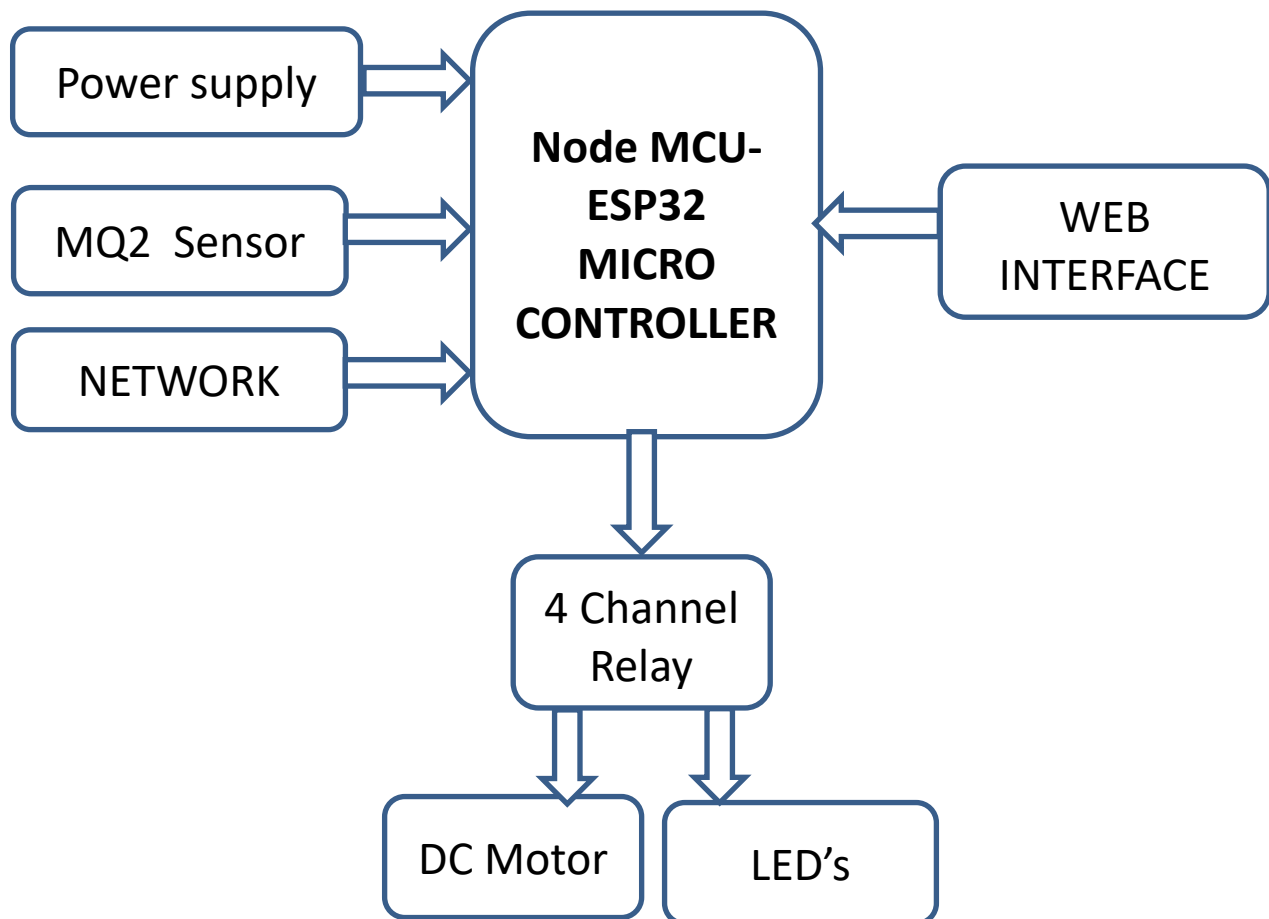 Power supply
MQ2  Sensor
NETWORK
Node MCU-
ESP32
MICRO
CONTROLLER
WEB
INTERFACE
4 Channel
Relay
DC Motor
LED’s